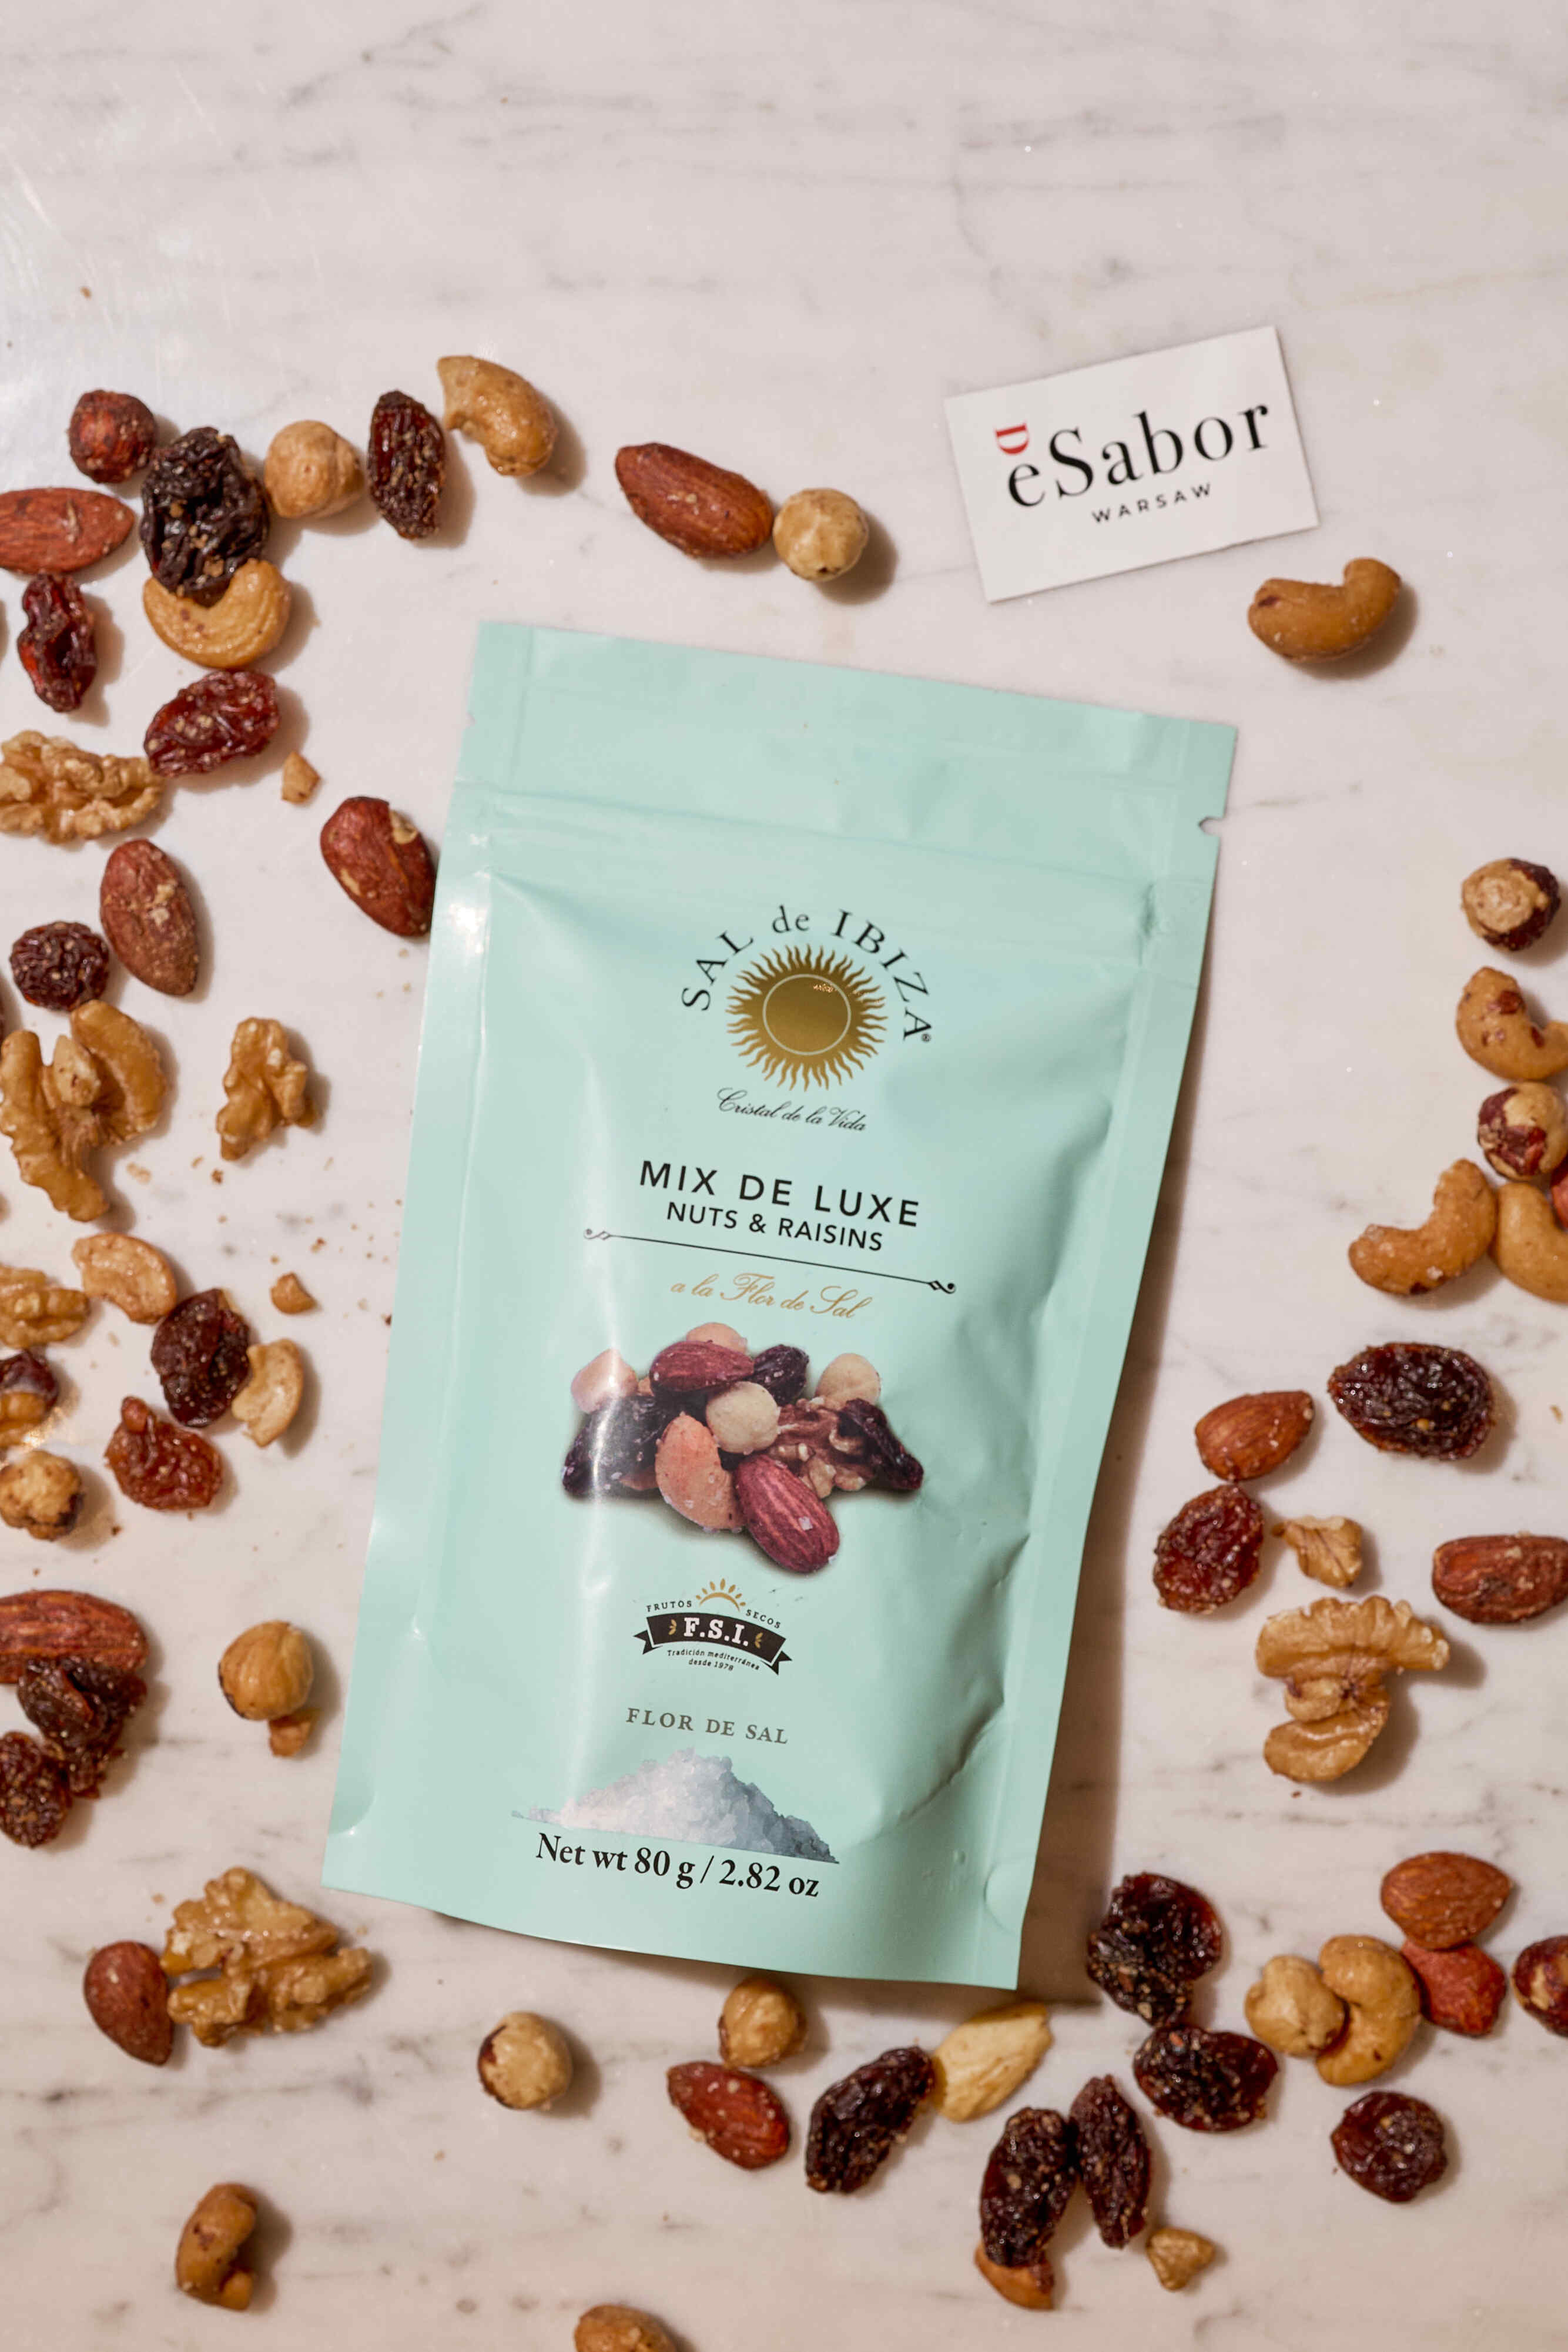 DeSabor
WARSAW
SAL de IBIZA®
Cristal de la Vida
MIX DE LUXE
NUTS & RAISINS
a la Flor de Sal
FRUTOS SECOS
F.S.I.
Tradición mediterránea
desde 1978
FLOR DE SAL
Net wt 80 g / 2.82 oz